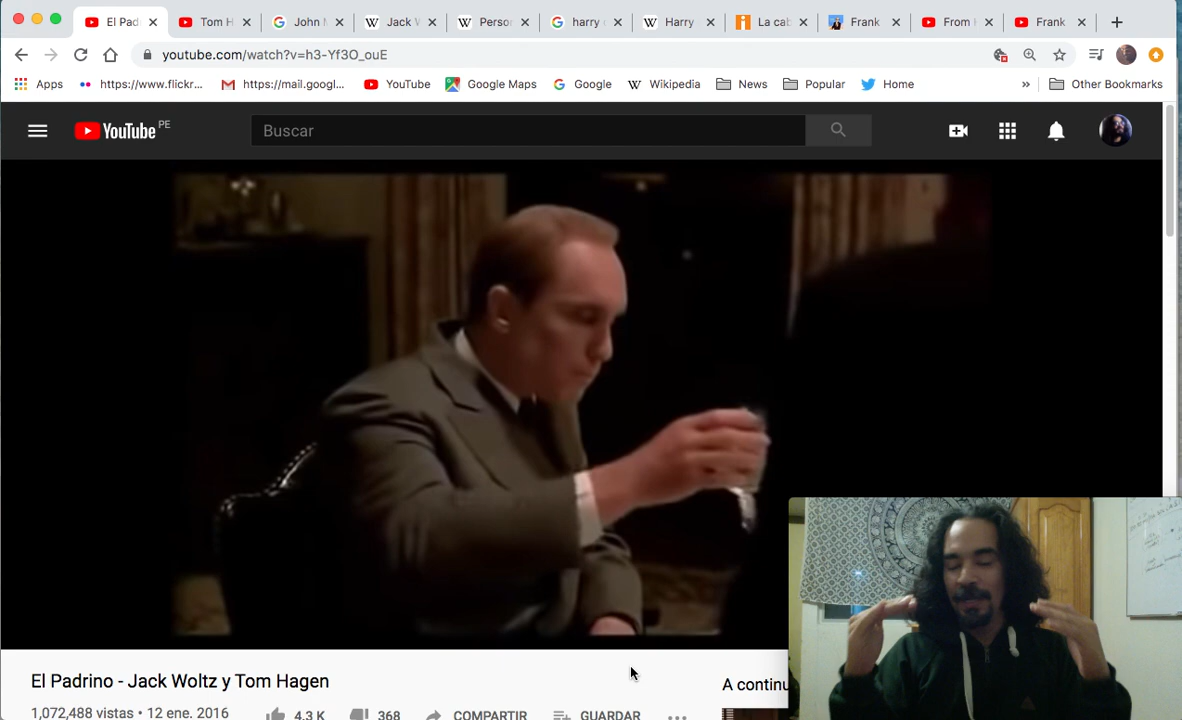 El Pad
Tom H
John M
Jack W
Person
harry c
Harry
La cab
Frank
From
Frank
youtube.com/watch?v=h3-Yf3O_ouE
Apps https://www.flickr... https://mail.googl... YouTube Google Maps Google Wikipedia News Popular Home » Other Bookmarks
YouTube PE Buscar
El Padrino - Jack Woltz y Tom Hagen
A continu
1,072,488 vistas • 12 ene. 2016 4.3 K 368 COMPARTIR GUARDAR